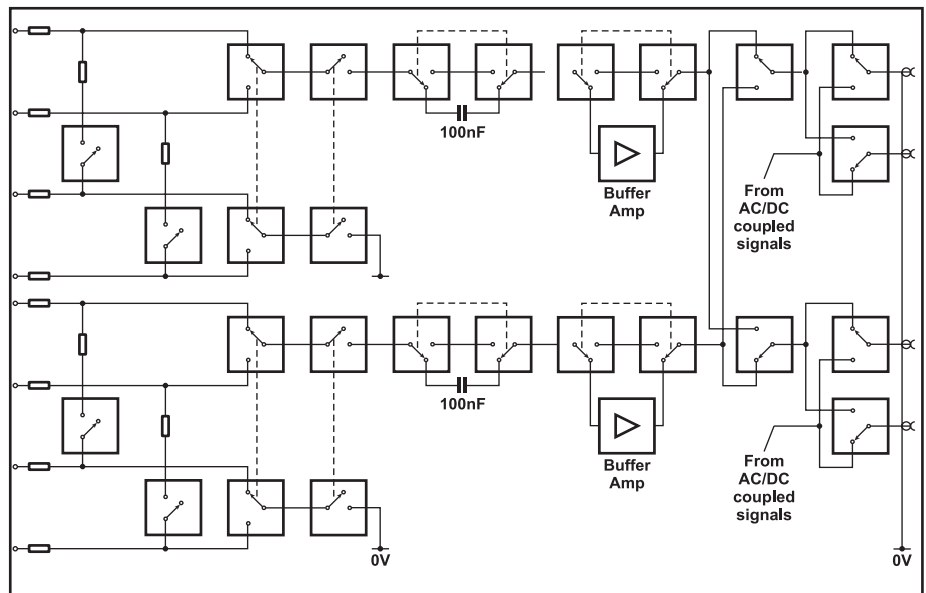 100nF
Buffer
Amp
From
AC/DC
coupled
signals
100nF
Buffer
Amp
From
AC/DC
coupled
signals
0V
0V